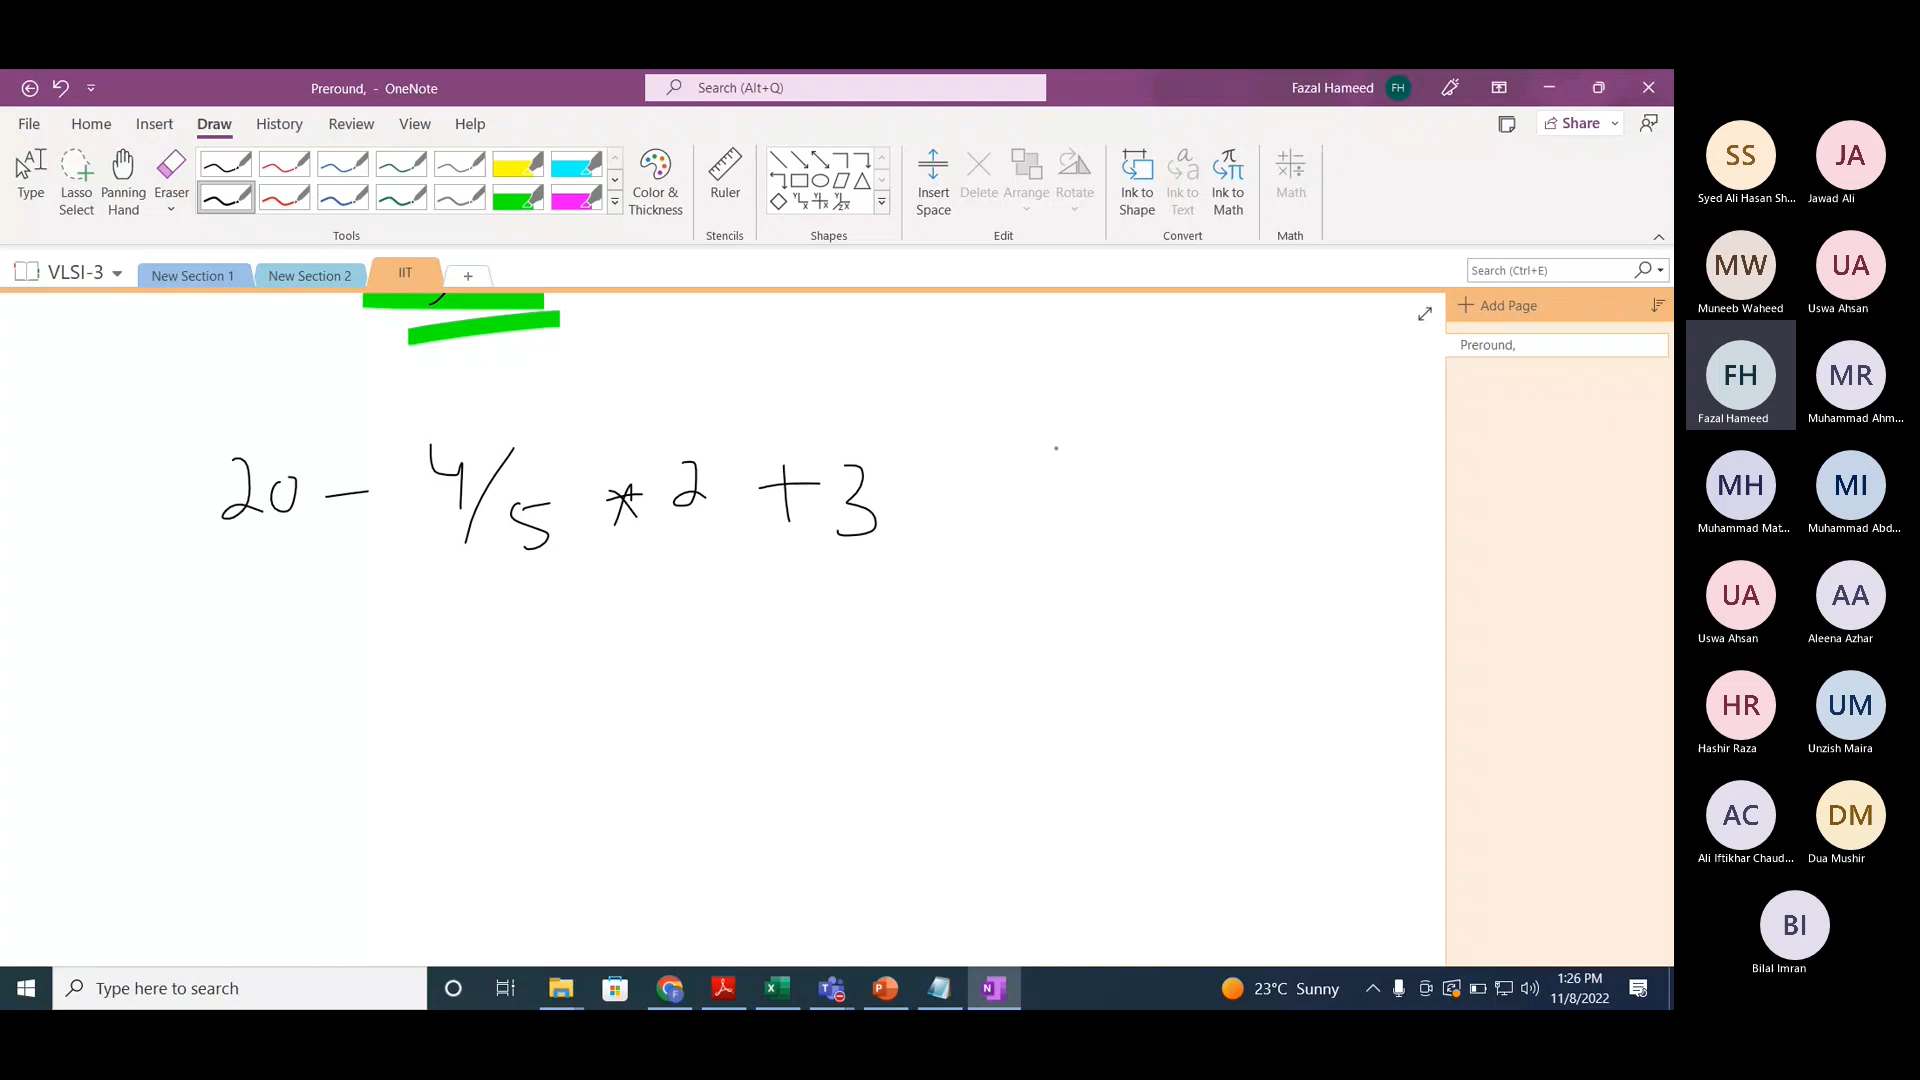 Preround, - OneNote
Search (Alt+Q)
Fazal Hameed FH
File Home Insert Draw History Review View Help
Share
Type
Lasso Select
Panning Hand
Eraser
Color & Thickness
Ruler
Insert Space
Delete
Arrange
Rotate
Ink to Shape
Ink to Text
Ink to Math
Math
Tools
Stencils
Shapes
Edit
Convert
Math
VLSI-3 New Section 1 New Section 2 IIT +
Search (Ctrl+E)
Add Page
Preround,
20 - 4/5 * 2 + 3
SS JA
Syed Ali Hasan Sh... Jawad Ali
MW UA
Muneeb Waheed Uswa Ahsan
FH MR
Fazal Hameed Muhammad Ahm...
MH MI
Muhammad Mat... Muhammad Abd...
UA AA
Uswa Ahsan Aleena Azhar
HR UM
Hashir Raza Unzish Maira
AC DM
Ali Iftikhar Chaud... Dua Mushir
BI
Bilal Imran
Type here to search
23°C Sunny
1:26 PM
11/8/2022